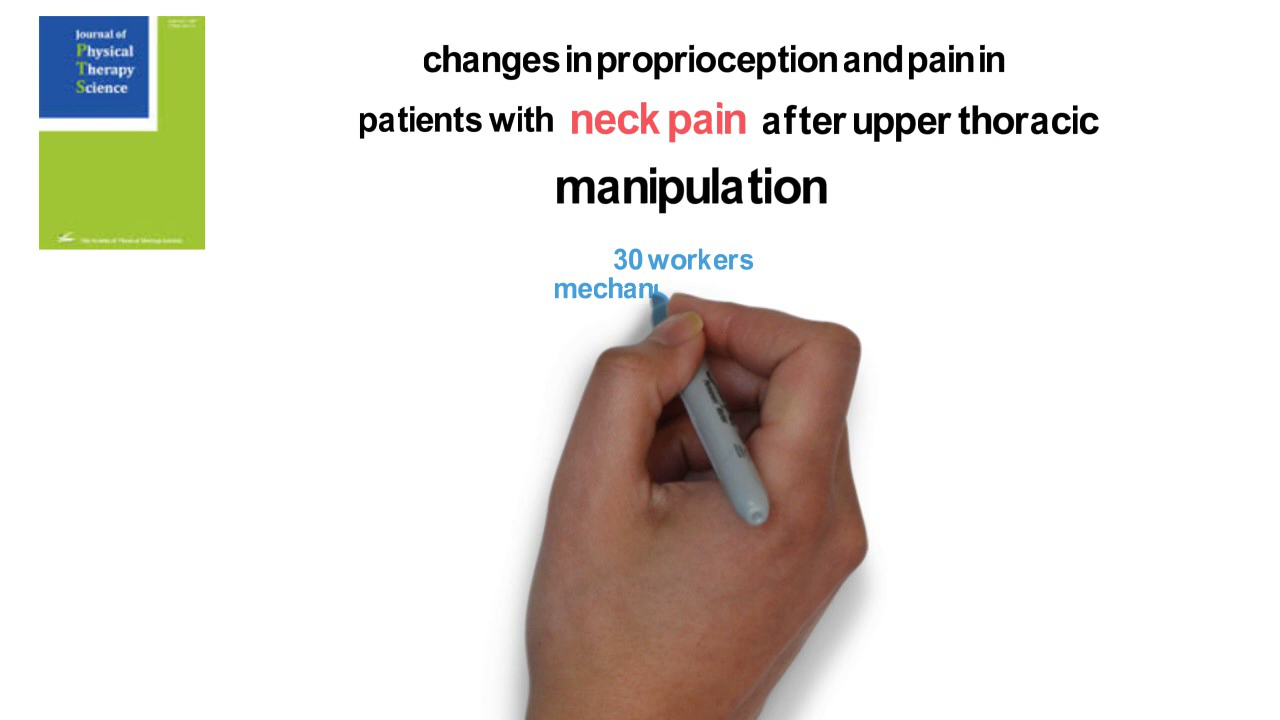 Journal of
Physical
Therapy
Science
changes in proprioception and pain in
patients with neck pain after upper thoracic
manipulation
30 workers
mechani